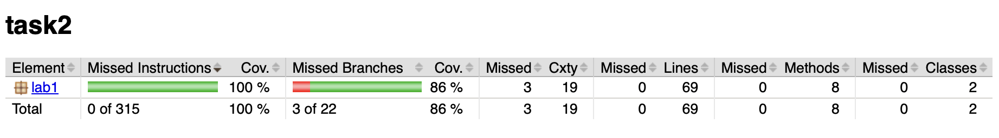 task2
Element Missed Instructions Cov. Missed Branches Cov. Missed Cxty Missed Lines Missed Methods Missed Classes
lab1 100 % 86 % 3 19 0 69 0 8 0 2
Total 0 of 315 100 % 3 of 22 86 % 3 19 0 69 0 8 0 2